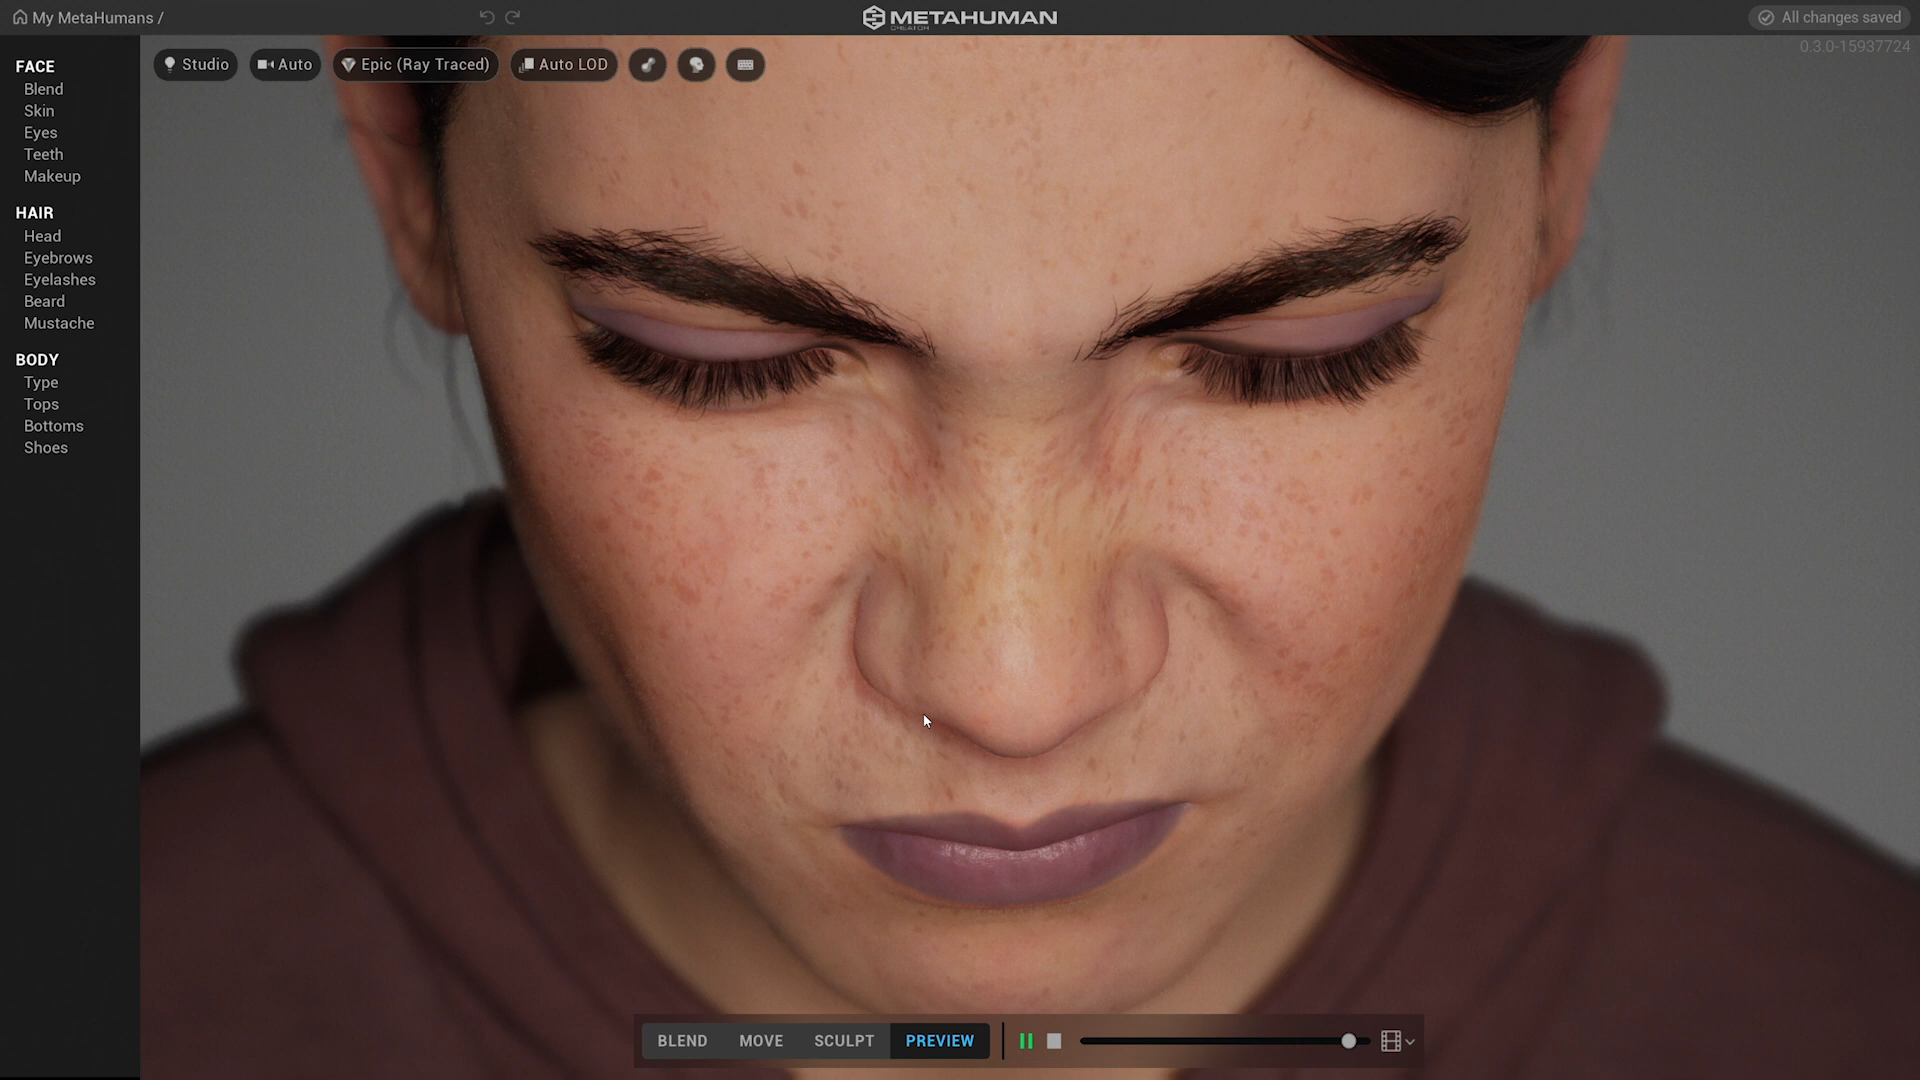 My MetaHumans /
METAHUMAN
CREATOR
All changes saved
0.3.0-15937724
Studio
Auto
Epic (Ray Traced)
Auto LOD
FACE
Blend
Skin
Eyes
Teeth
Makeup
HAIR
Head
Eyebrows
Eyelashes
Beard
Mustache
BODY
Type
Tops
Bottoms
Shoes
BLEND
MOVE
SCULPT
PREVIEW